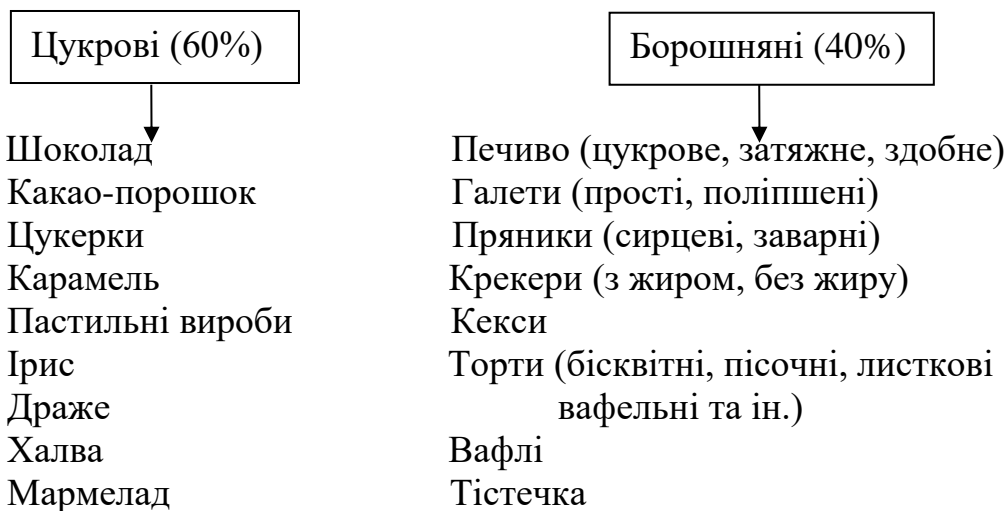 Цукрові (60%)
Борошняні (40%)
Шоколад
Какао-порошок
Цукерки
Карамель
Пастильні вироби
Ірис
Драже
Халва
Мармелад
Печиво (цукрове, затяжне, здобне)
Галети (прості, поліпшені)
Пряники (сирцеві, заварні)
Крекери (з жиром, без жиру)
Кекси
Торти (бісквітні, пісочні, листкові
вафельні та ін.)
Вафлі
Тістечка